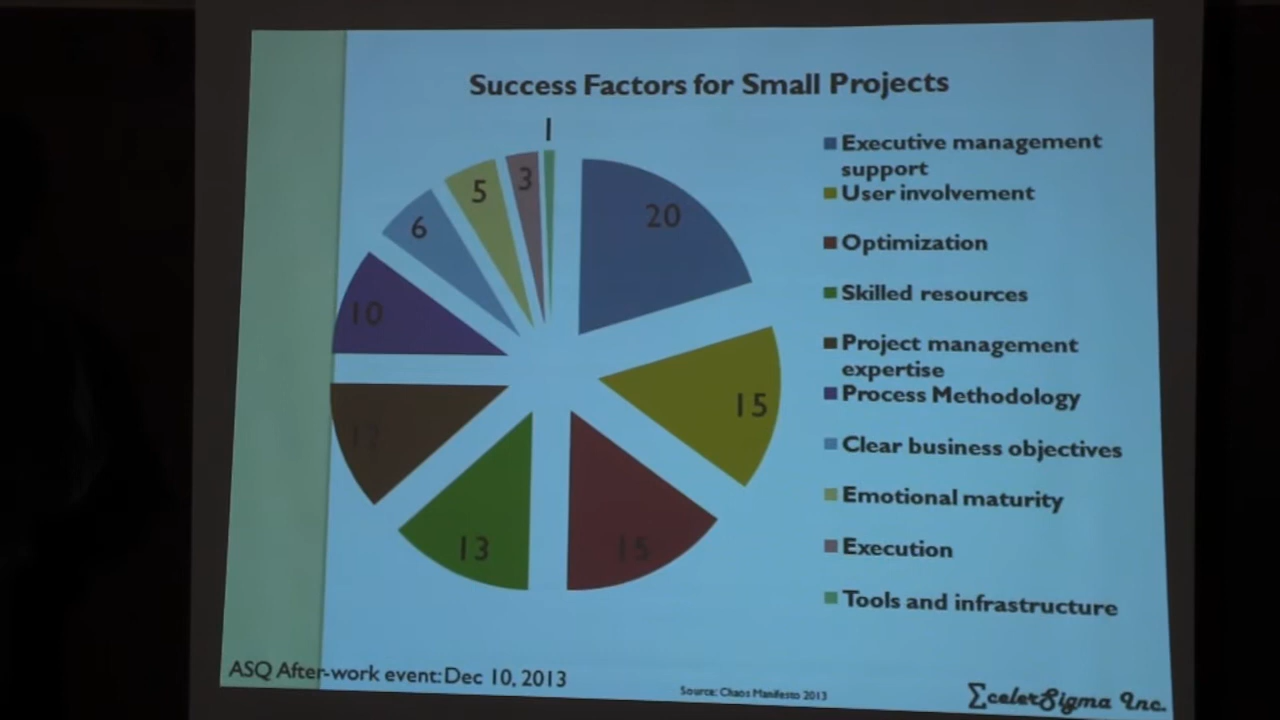 Success Factors for Small Projects
1
20
15
15
13
10
6
5
3
Executive management
support
User involvement
Optimization
Skilled resources
Project management
expertise
Process Methodology
Clear business objectives
Emotional maturity
Execution
Tools and infrastructure
ASQ After-work event: Dec 10, 2013
Source: Chaos Manifesto 2013
∑celerSigma Inc.